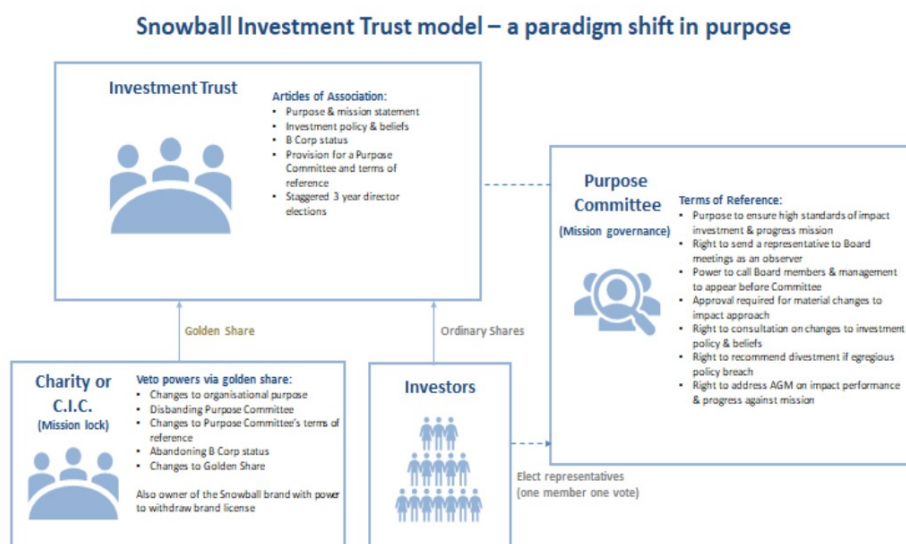 Snowball Investment Trust model – a paradigm shift in purpose
Investment Trust
Articles of Association:
• Purpose & mission statement
• Investment policy & beliefs
• B Corp status
• Provision for a Purpose
Committee and terms of
reference
• Staggered 3 year director
elections
Purpose
Committee
(Mission governance)
Terms of Reference:
• Purpose to ensure high standards of impact
investment & progress mission
• Right to send a representative to Board
meetings as an observer
• Power to call Board members & management
to appear before Committee
• Approval required for material changes to
impact approach
• Right to consultation on changes to investment
policy & beliefs
• Right to recommend divestment if egregious
policy breach
• Right to address AGM on impact performance
& progress against mission
Golden Share
Ordinary Shares
Charity or
C.I.C.
(Mission lock)
Veto powers via golden share:
• Changes to organisational purpose
• Disbanding Purpose Committee
• Changes to Purpose Committee's terms of
reference
• Abandoning B Corp status
• Changes to Golden Share
Also owner of the Snowball brand with power
to withdraw brand license
Investors
Elect representatives
(one member one vote)